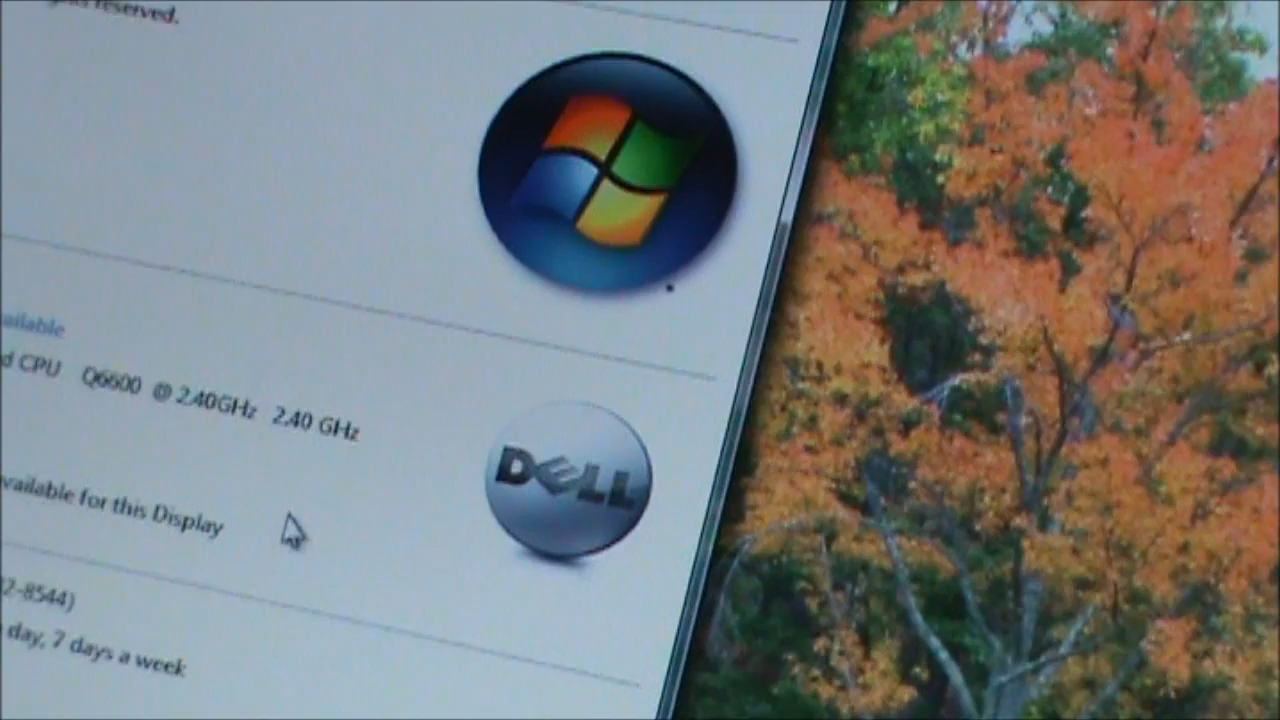 reserved.
ailable
d CPU Q6600 @ 2.40GHz 2.40 GHz
DELL
vailable for this Display
2-8544)
day, 7 days a week